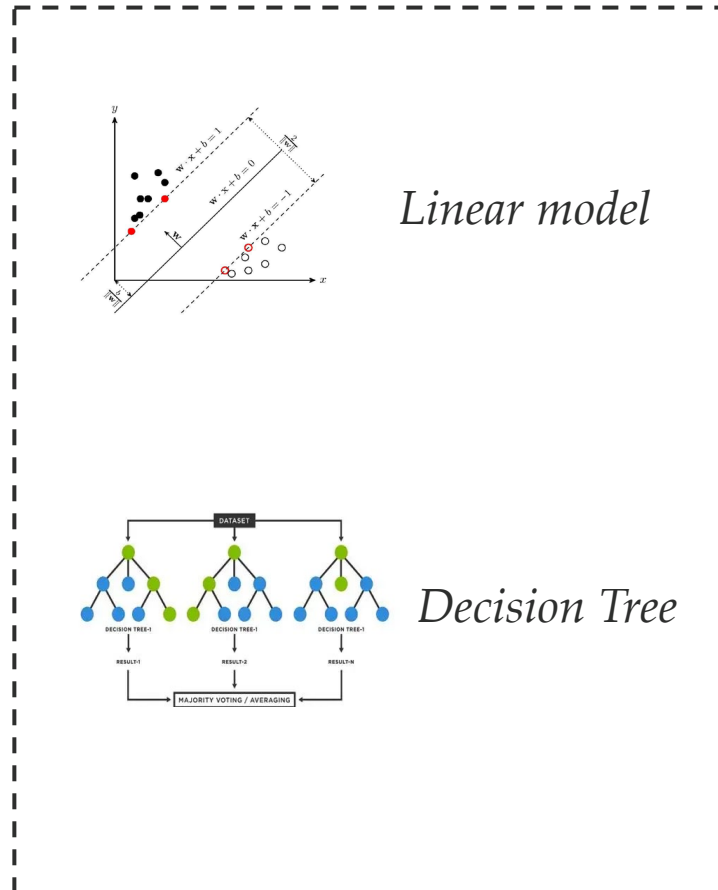 y
w · x + b = 1
2
‖w‖
w · x + b = 0
w · x + b = −1
Linear model
w
x
b
‖w‖
DATASET
Decision Tree
DECISION TREE-1 DECISION TREE-1 DECISION TREE-1
RESULT-1 RESULT-2 RESULT-N
MAJORITY VOTING / AVERAGING